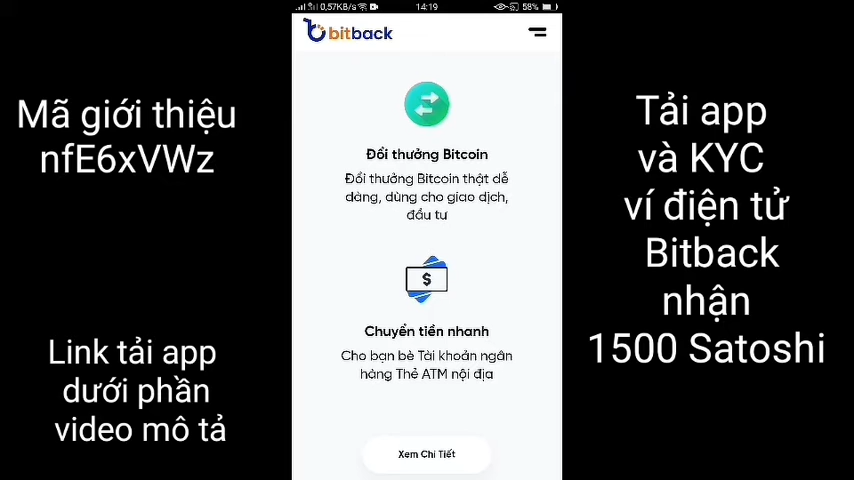 Mã giới thiệu
nfE6xVWz
Link tải app
dưới phần
video mô tả
0,57KB/s
14:19
58%
bitback
Đổi thưởng Bitcoin
Đổi thưởng Bitcoin thật dễ
dàng, dùng cho giao dịch,
đầu tư
$
Chuyển tiền nhanh
Cho bạn bè Tài khoản ngân
hàng Thẻ ATM nội địa
Xem Chi Tiết
Tải app
và KYC
ví điện tử
Bitback
nhận
1500 Satoshi